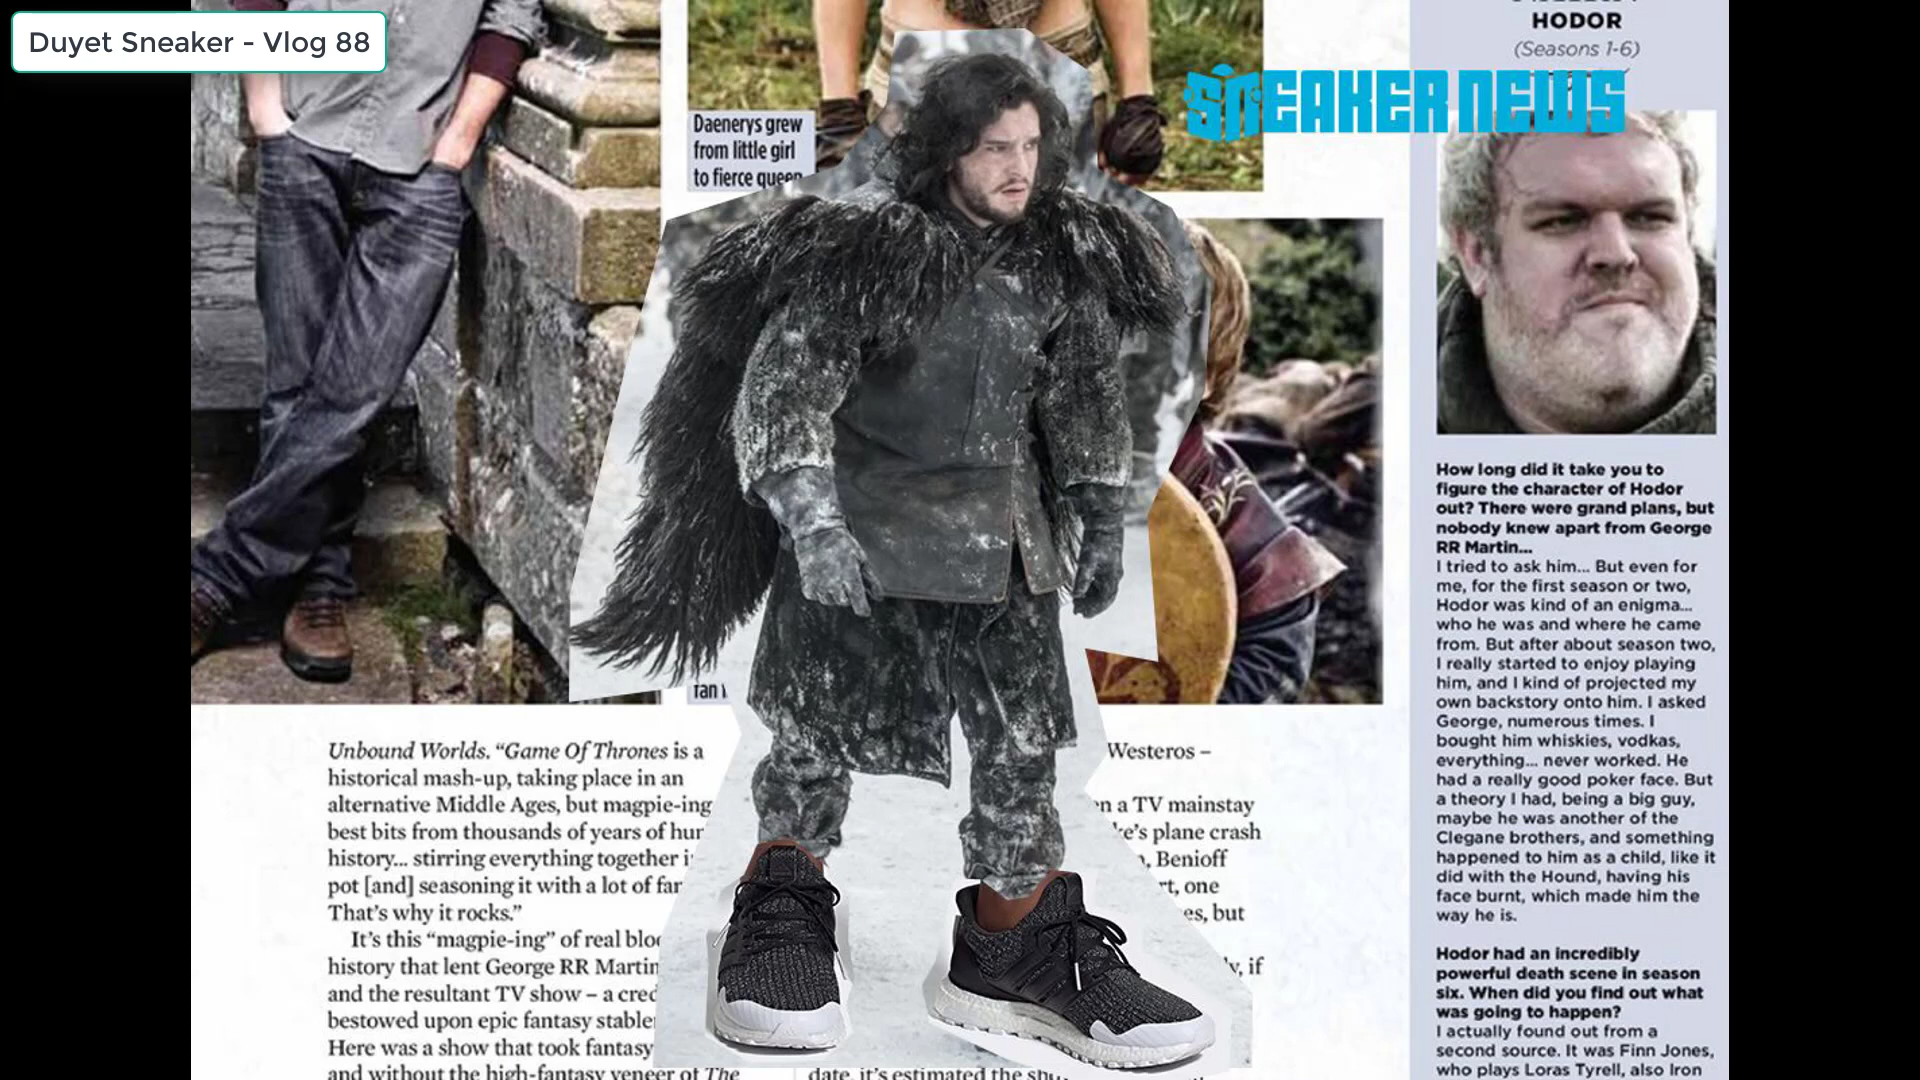 Duyet Sneaker - Vlog 88
HODOR
(Seasons 1-6)
SNEAKER NEWS
Daenerys grew
from little girl
to fierce queen
fan
Unbound Worlds. “Game Of Thrones is a
historical mash-up, taking place in an
alternative Middle Ages, but magpie-ing
best bits from thousands of years of
history... stirring everything together
pot [and] seasoning it with a lot of
That’s why it rocks.”
It’s this “magpie-ing” of real
history that lent George RR Martin
and the resultant TV show – a
bestowed upon epic fantasy
Here was a show that took fantasy
and without the high-fantasy veneer of The
Westeros –
a TV mainstay
plane crash
Benioff
one
but
if
date, it’s estimated the
How long did it take you to
figure the character of Hodor
out? There were grand plans, but
nobody knew apart from George
RR Martin...
I tried to ask him... But even for
me, for the first season or two,
Hodor was kind of an enigma...
who he was and where he came
from. But after about season two,
I really started to enjoy playing
him, and I kind of projected my
own backstory onto him. I asked
George, numerous times. I
bought him whiskies, vodkas,
everything... never worked. He
had a really good poker face. But
a theory I had, being a big guy,
maybe he was another of the
Clegane brothers, and something
happened to him as a child, like it
did with the Hound, having his
face burnt, which made him the
way he is.
Hodor had an incredibly
powerful death scene in season
six. When did you find out what
was going to happen?
I actually found out from a
second source. It was Finn Jones,
who plays Loras Tyrell, also Iron